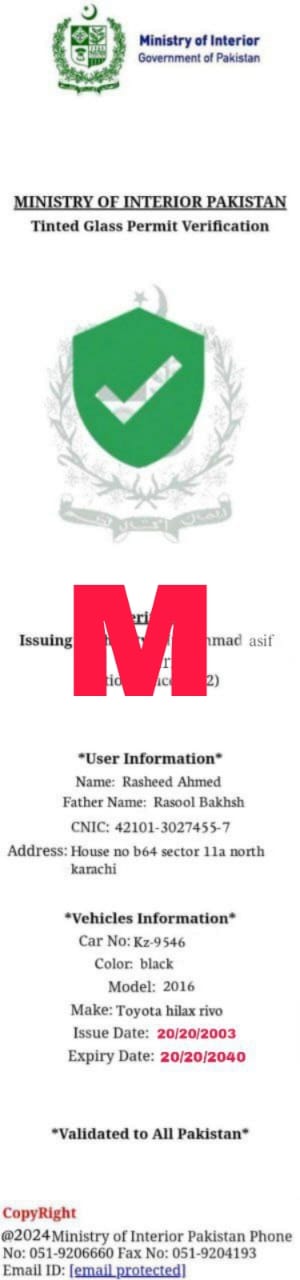 Ministry of Interior
Government of Pakistan
MINISTRY OF INTERIOR PAKISTAN
Tinted Glass Permit Verification
M
Issuing asif
2)
*User Information*
Name: Rasheed Ahmed
Father Name: Rasool Bakhsh
CNIC: 42101-3027455-7
Address: House no b64 sector 11a north
karachi
*Vehicles Information*
Car No: Kz-9546
Color: black
Model: 2016
Make: Toyota hilax rivo
Issue Date: 20/20/2003
Expiry Date: 20/20/2040
*Validated to All Pakistan*
CopyRight
@2024Ministry of Interior Pakistan Phone
No: 051-9206660 Fax No: 051-9204193
Email ID: [email protected]